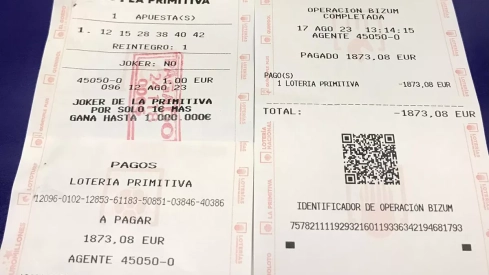 LA PRIMITIVA
1 APUESTA(S)
1. 12 15 28 38 40 42
REINTEGRO: 1
JOKER: NO
45050-0 1.00 EUR
096 12 AGO 23
JOKER DE LA PRIMITIVA
POR SOLO 1€ MAS
GANA HASTA 1.000.000€
PAGOS
LOTERIA PRIMITIVA
12096-0102-12853-61183-50851-03846-40386
A PAGAR
1873,08 EUR
AGENTE 45050-0
OPERACION BIZUM
COMPLETADA
17 AGO 23 13:14:15
AGENTE 45050-0
PAGADO 1873,08 EUR
PAGO(S)
1 LOTERIA PRIMITIVA -1873,08 EUR
TOTAL: -1873,08 EUR
IDENTIFICADOR DE OPERACION BIZUM
75782111192932160119336342194681793